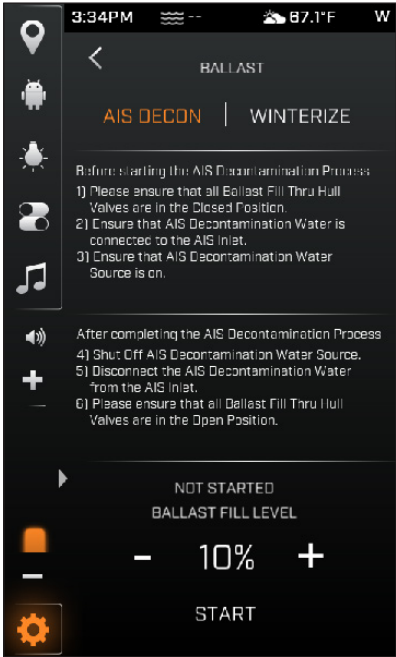 3:34PM -- 67.1°F W
BALLAST
AIS DECON | WINTERIZE
Before starting the AIS Decontamination Process
1) Please ensure that all Ballast Fill Thru Hull
Valves are in the Closed Position.
2) Ensure that AIS Decontamination Water is
connected to the AIS Inlet.
3) Ensure that AIS Decontamination Water
Source is on.
After completing the AIS Decontamination Process
4) Shut Off AIS Decontamination Water Source.
5) Disconnect the AIS Decontamination Water
from the AIS Inlet.
6) Please ensure that all Ballast Fill Thru Hull
Valves are in the Open Position.
NOT STARTED
BALLAST FILL LEVEL
- 10% +
START